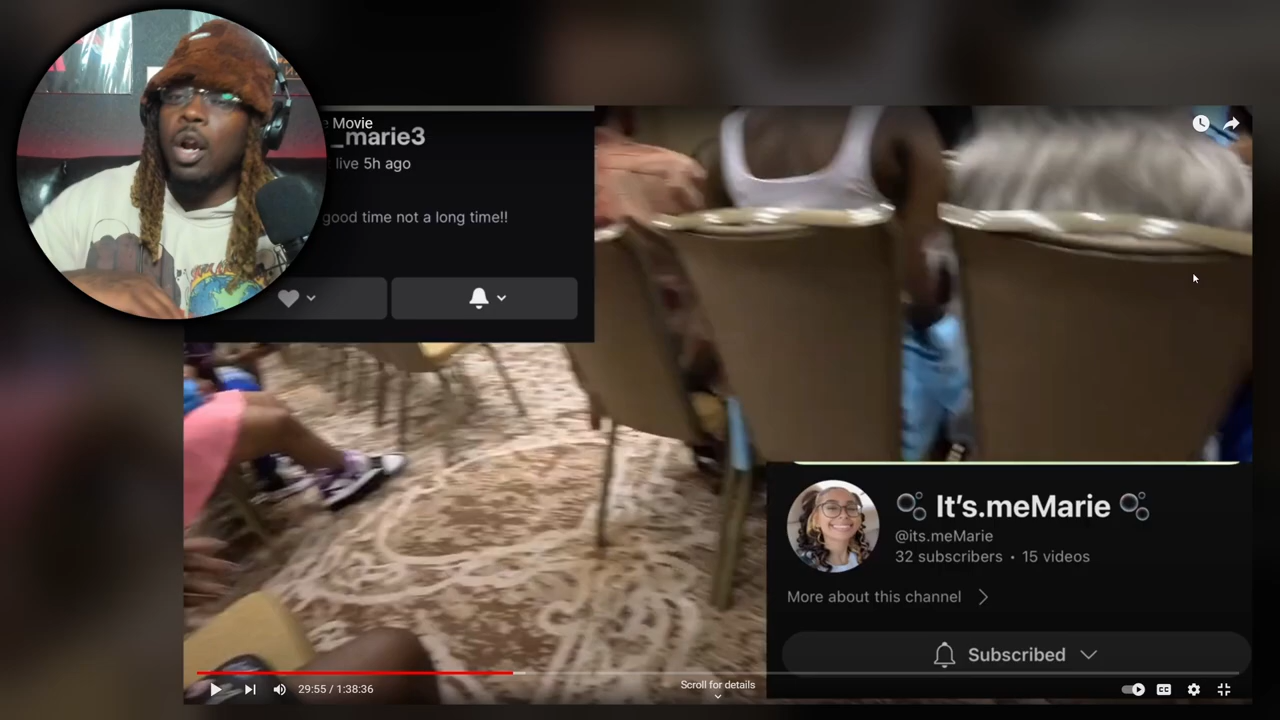 e Movie
_marie3
live 5h ago
good time not a long time!!
It's.meMarie
@its.meMarie
32 subscribers • 15 videos
More about this channel
Subscribed
29:55 / 1:38:36
Scroll for details
CC